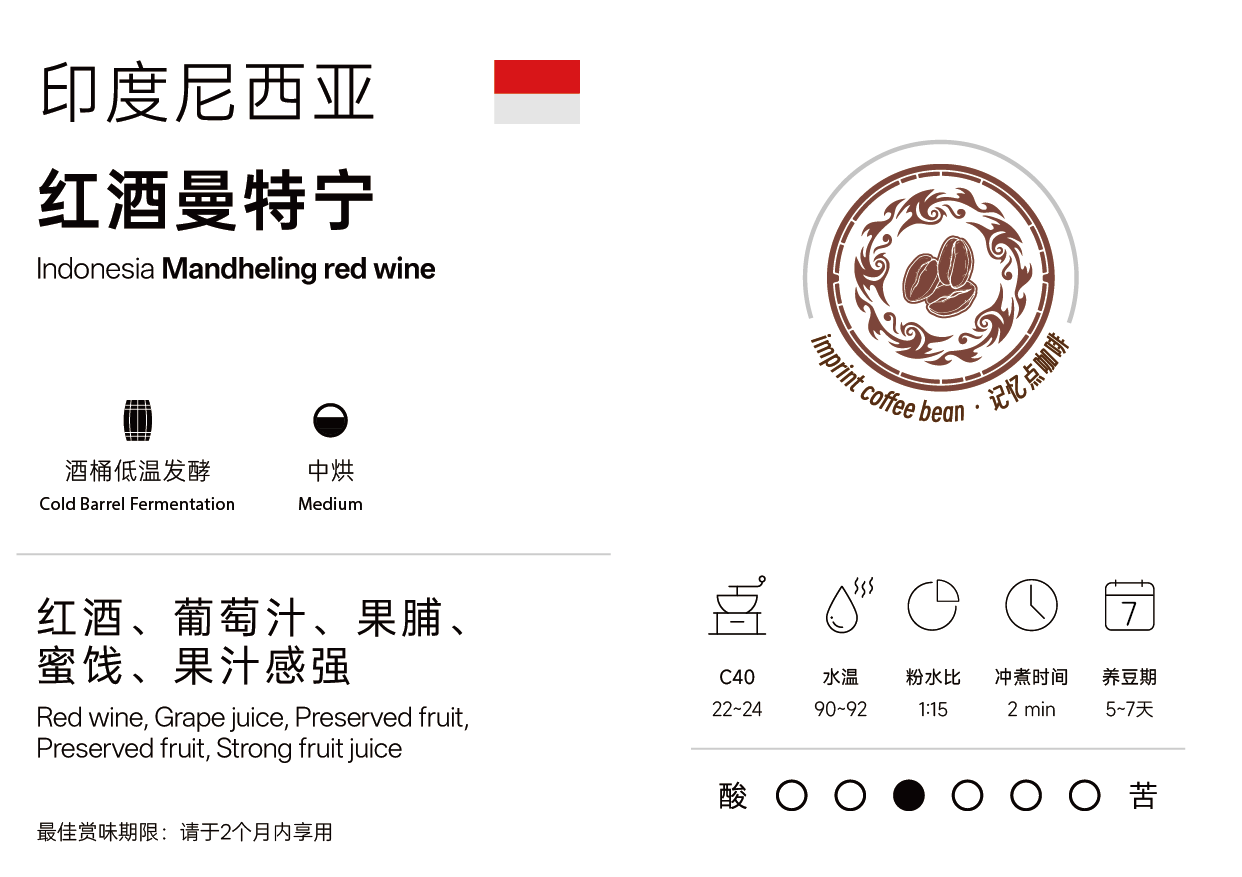 印度尼西亚
红酒曼特宁
Indonesia Mandheling red wine
酒桶低温发酵
Cold Barrel Fermentation
中烘
Medium
红酒、葡萄汁、果脯、
蜜饯、果汁感强
Red wine, Grape juice, Preserved fruit,
Preserved fruit, Strong fruit juice
最佳赏味期限：请于2个月内享用
imprint coffee bean · 记忆点咖啡
7
C40
22~24
水温
90~92
粉水比
1:15
冲煮时间
2 min
养豆期
5~7天
酸
苦